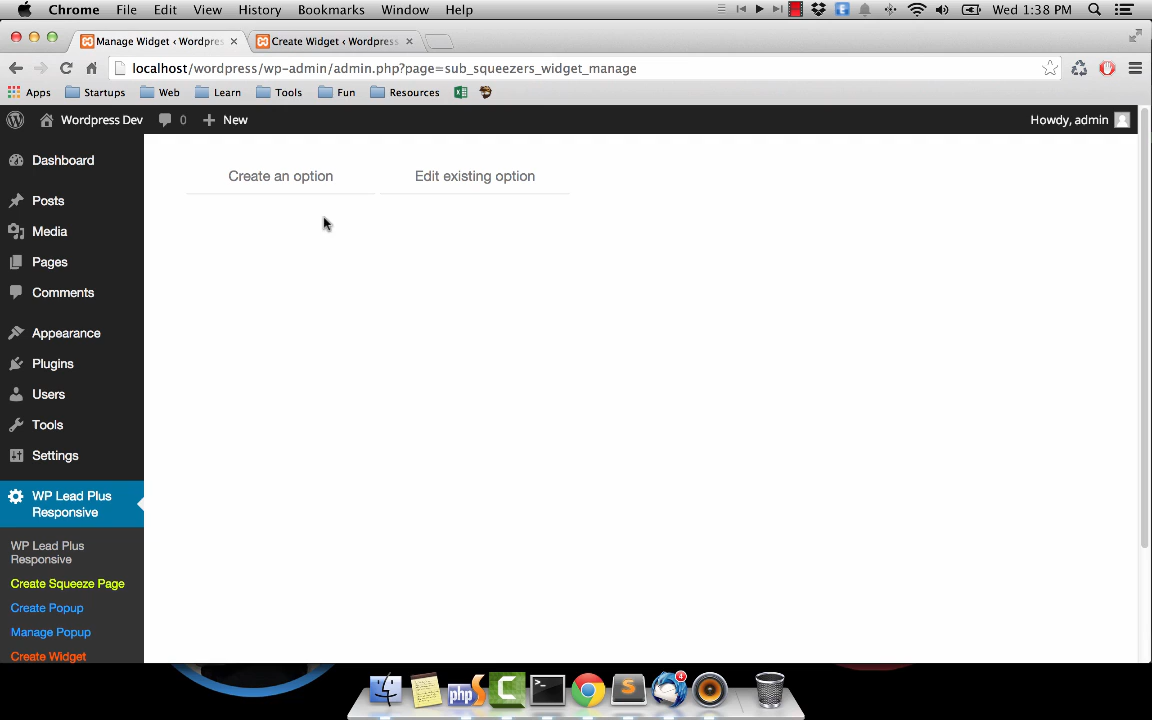 Chrome File Edit View History Bookmarks Window Help Wed 1:38 PM
Manage Widget ‹ Wordpres Create Widget ‹ Wordpress
localhost/wordpress/wp-admin/admin.php?page=sub_squeezers_widget_manage
Apps Startups Web Learn Tools Fun Resources
Wordpress Dev 0 New Howdy, admin
Create an option Edit existing option
Dashboard
Posts
Media
Pages
Comments
Appearance
Plugins
Users
Tools
Settings
WP Lead Plus
Responsive
WP Lead Plus
Responsive
Create Squeeze Page
Create Popup
Manage Popup
Create Widget
php C S 4